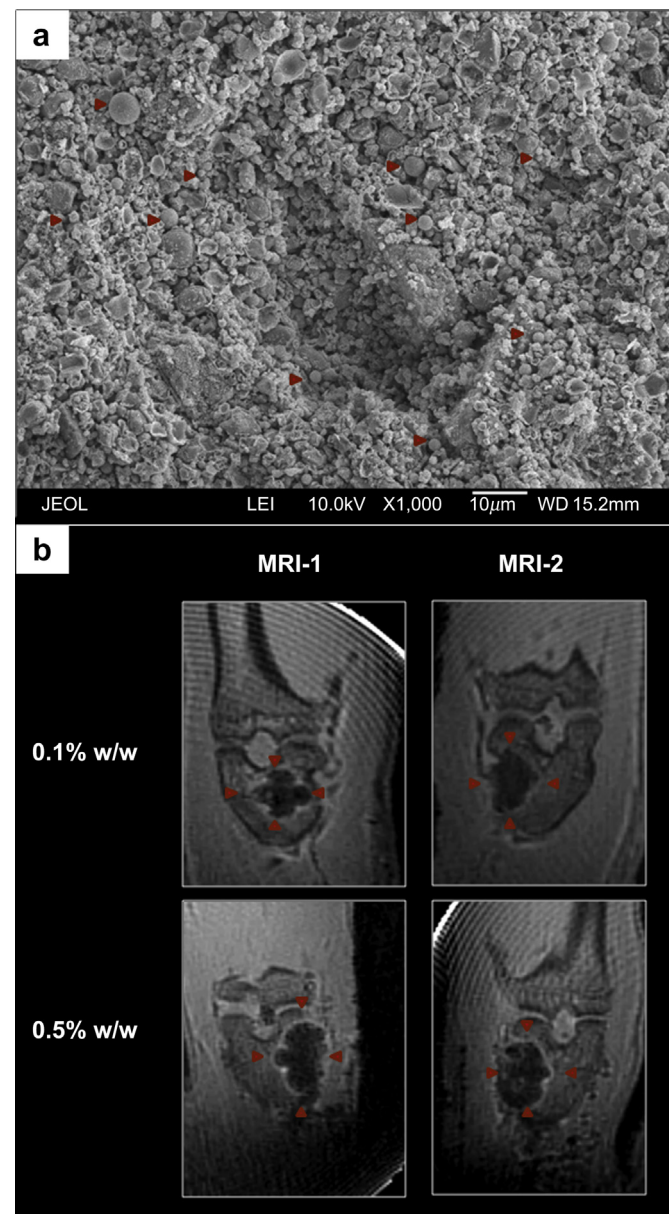 a
JEOL LEI 10.0kV X1,000 10μm WD 15.2mm
b
MRI-1 MRI-2
0.1% w/w
0.5% w/w